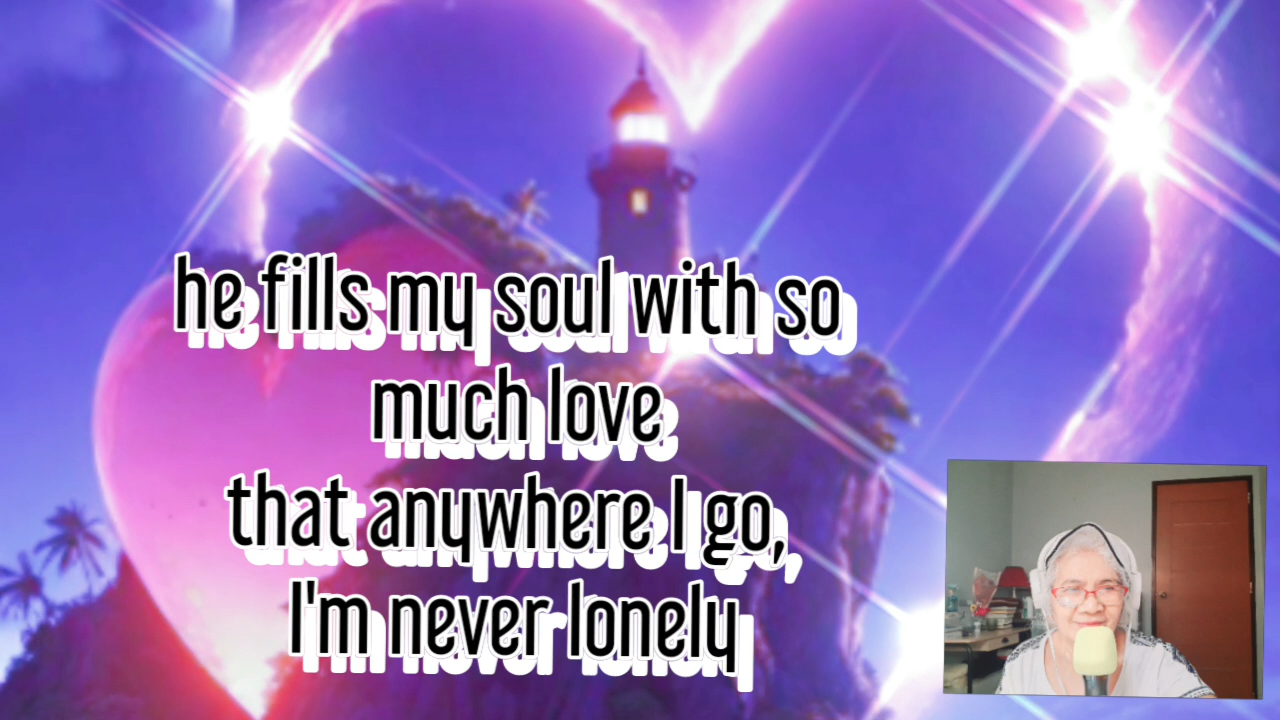 he fills my soul with so
much love
that anywhere I go,
I'm never lonely